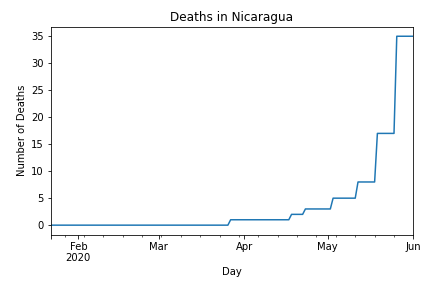 Deaths in Nicaragua
Number of Deaths
35
30
25
20
15
10
5
0
Feb
2020
Mar
Apr
May
Jun
Day